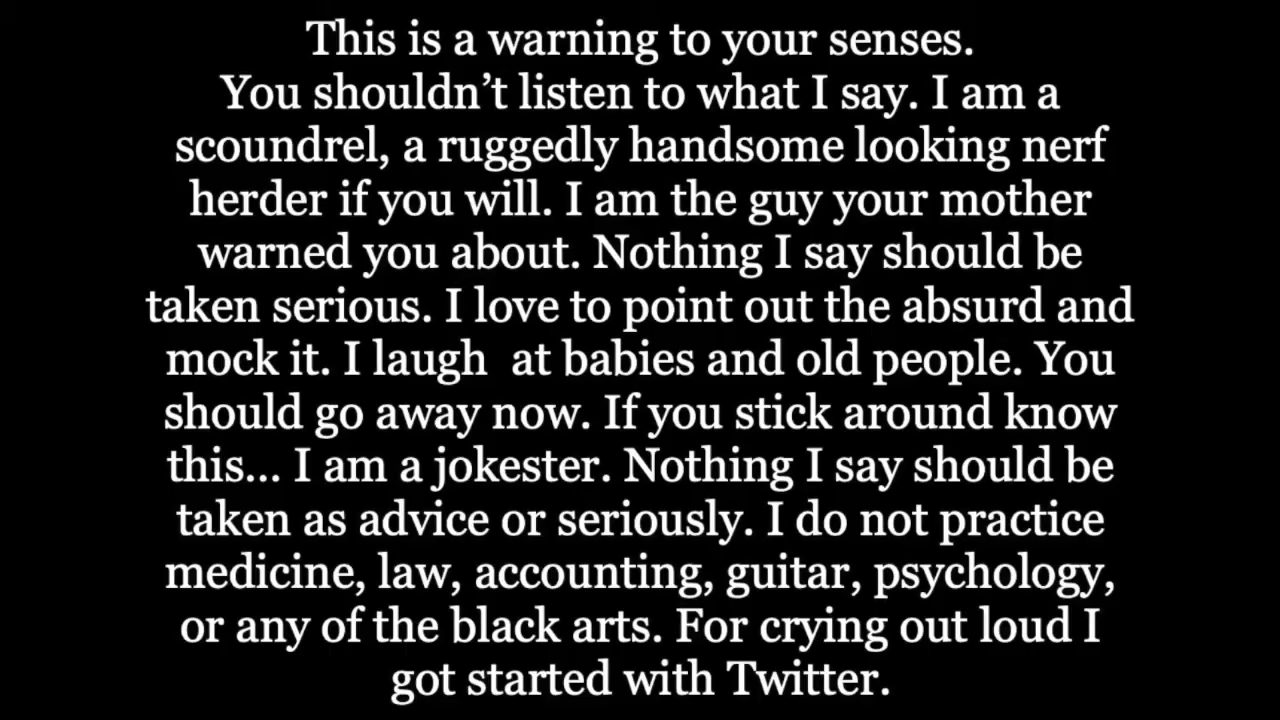 This is a warning to your senses.
You shouldn’t listen to what I say. I am a
scoundrel, a ruggedly handsome looking nerf
herder if you will. I am the guy your mother
warned you about. Nothing I say should be
taken serious. I love to point out the absurd and
mock it. I laugh  at babies and old people. You
should go away now. If you stick around know
this... I am a jokester. Nothing I say should be
taken as advice or seriously. I do not practice
medicine, law, accounting, guitar, psychology,
or any of the black arts. For crying out loud I
got started with Twitter.